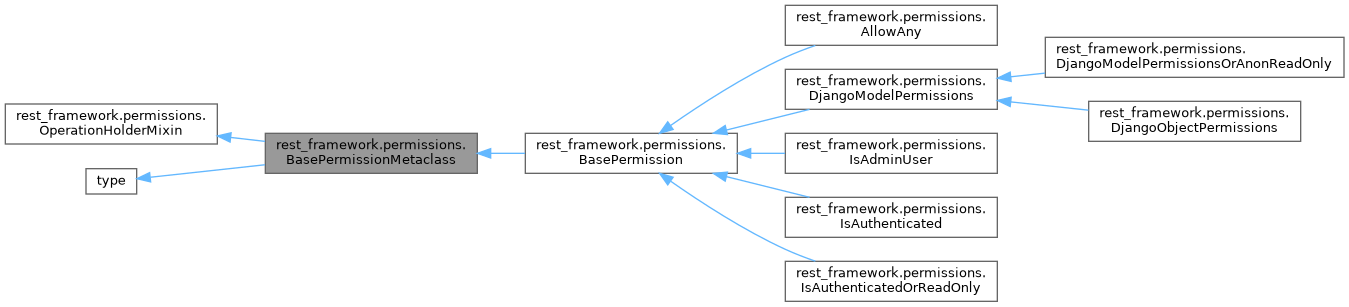 rest_framework.permissions.
OperationHolderMixin
type
rest_framework.permissions.
BasePermissionMetaclass
rest_framework.permissions.
BasePermission
rest_framework.permissions.
AllowAny
rest_framework.permissions.
DjangoModelPermissions
rest_framework.permissions.
IsAdminUser
rest_framework.permissions.
IsAuthenticated
rest_framework.permissions.
IsAuthenticatedOrReadOnly
rest_framework.permissions.
DjangoModelPermissionsOrAnonReadOnly
rest_framework.permissions.
DjangoObjectPermissions